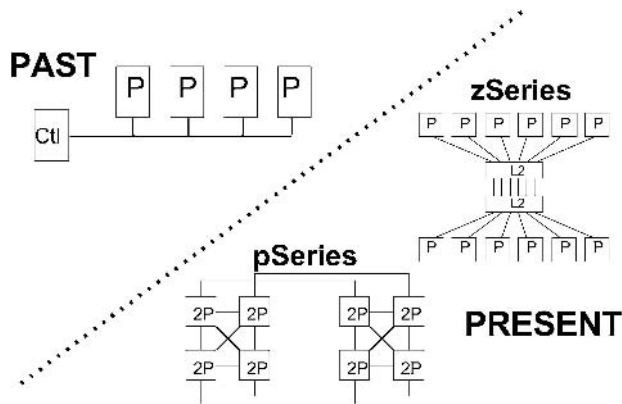 PAST
P P P P
Ctl
zSeries
P P P P P P
L2
L2
P P P P P P
pSeries
2P 2P 2P 2P
PRESENT
2P 2P 2P 2P